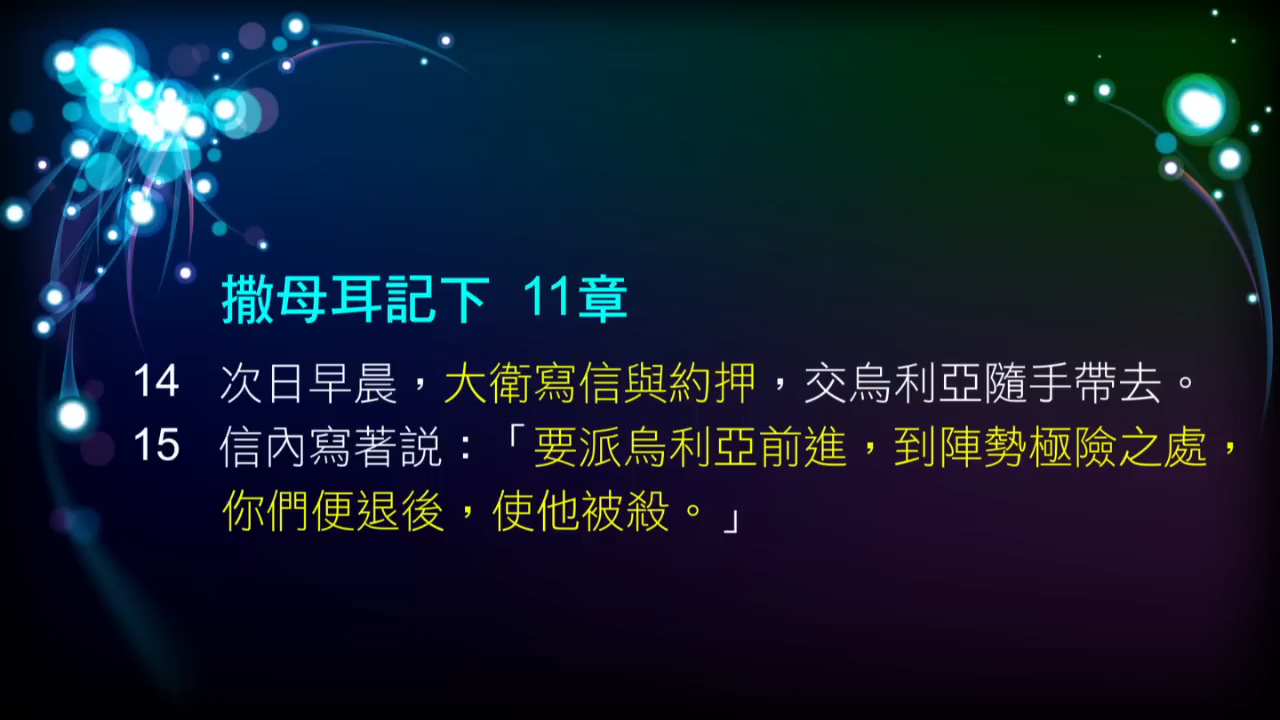 撒母耳記下 11章
14 次日早晨，大衛寫信與約押，交烏利亞隨手帶去。
15 信內寫著説：「要派烏利亞前進，到陣勢極險之處，
你們便退後，使他被殺。」